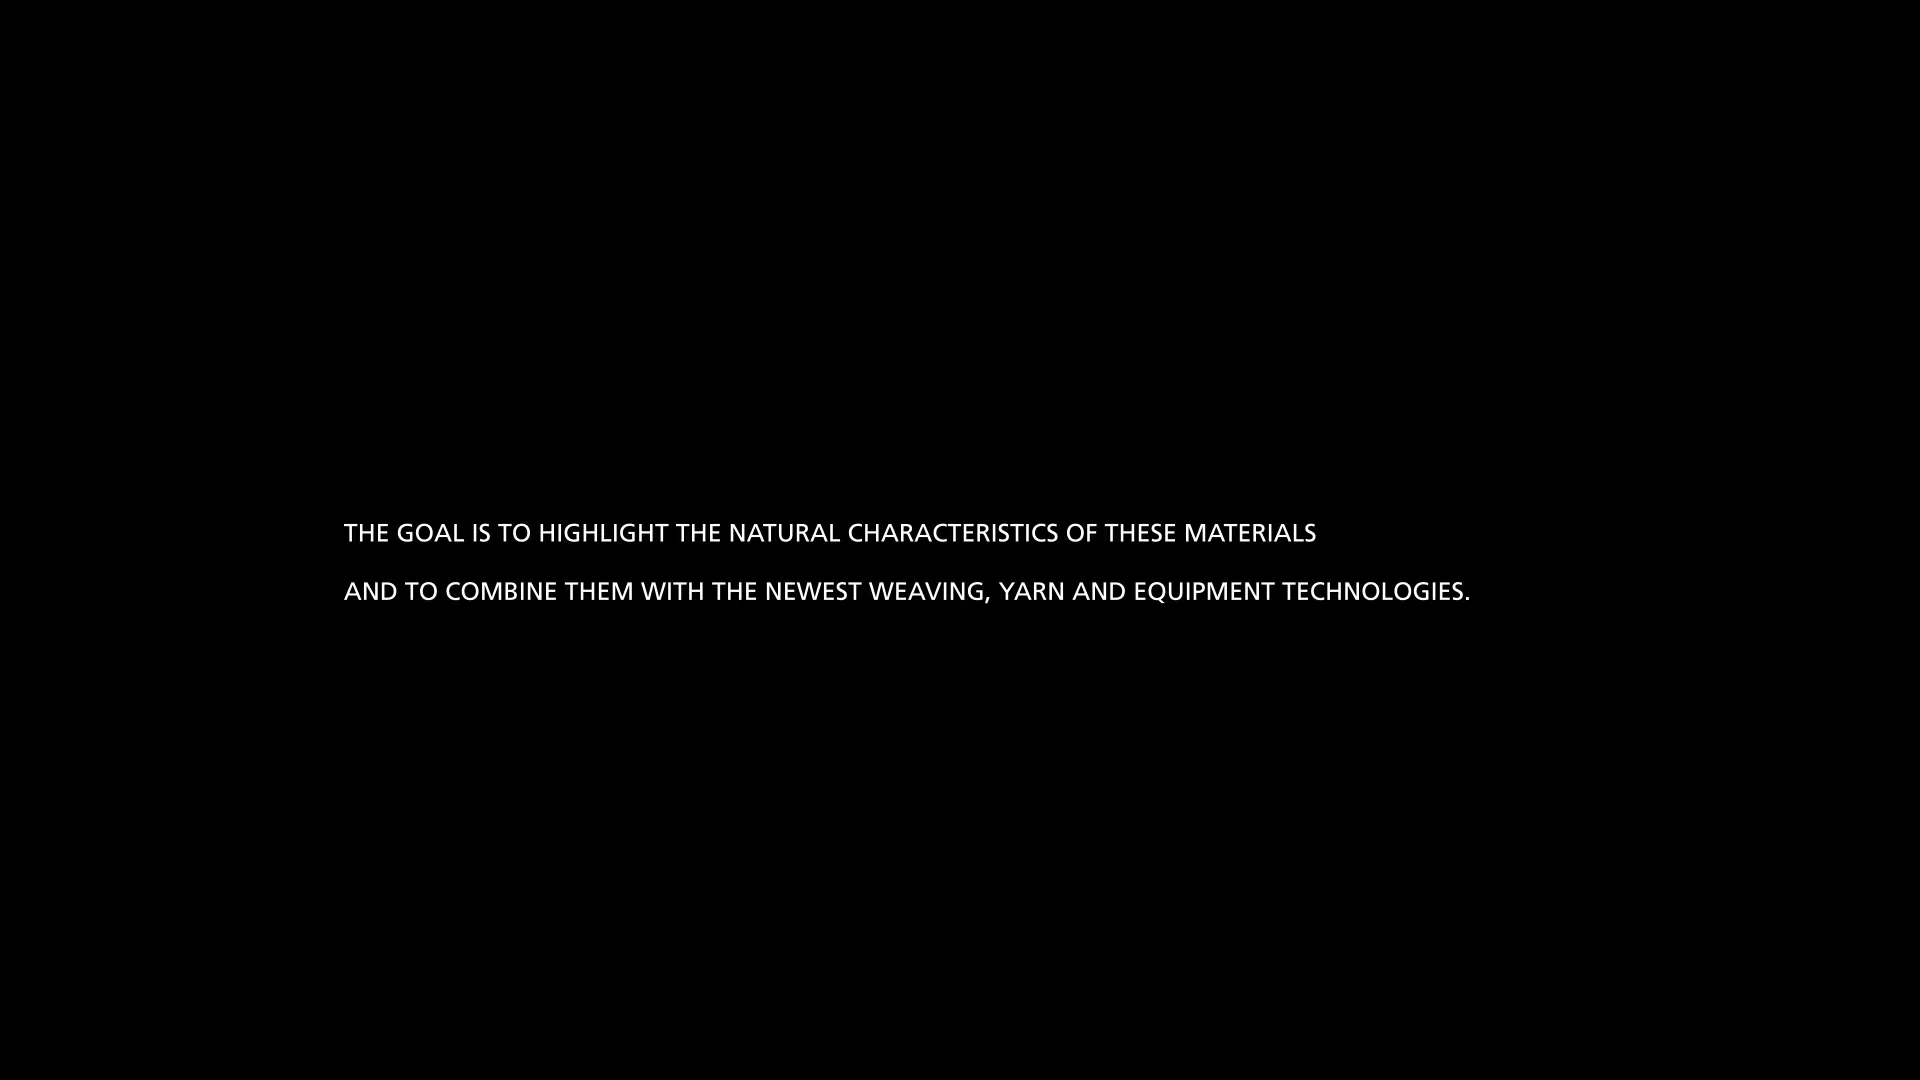 THE GOAL IS TO HIGHLIGHT THE NATURAL CHARACTERISTICS OF THESE MATERIALS
AND TO COMBINE THEM WITH THE NEWEST WEAVING, YARN AND EQUIPMENT TECHNOLOGIES.